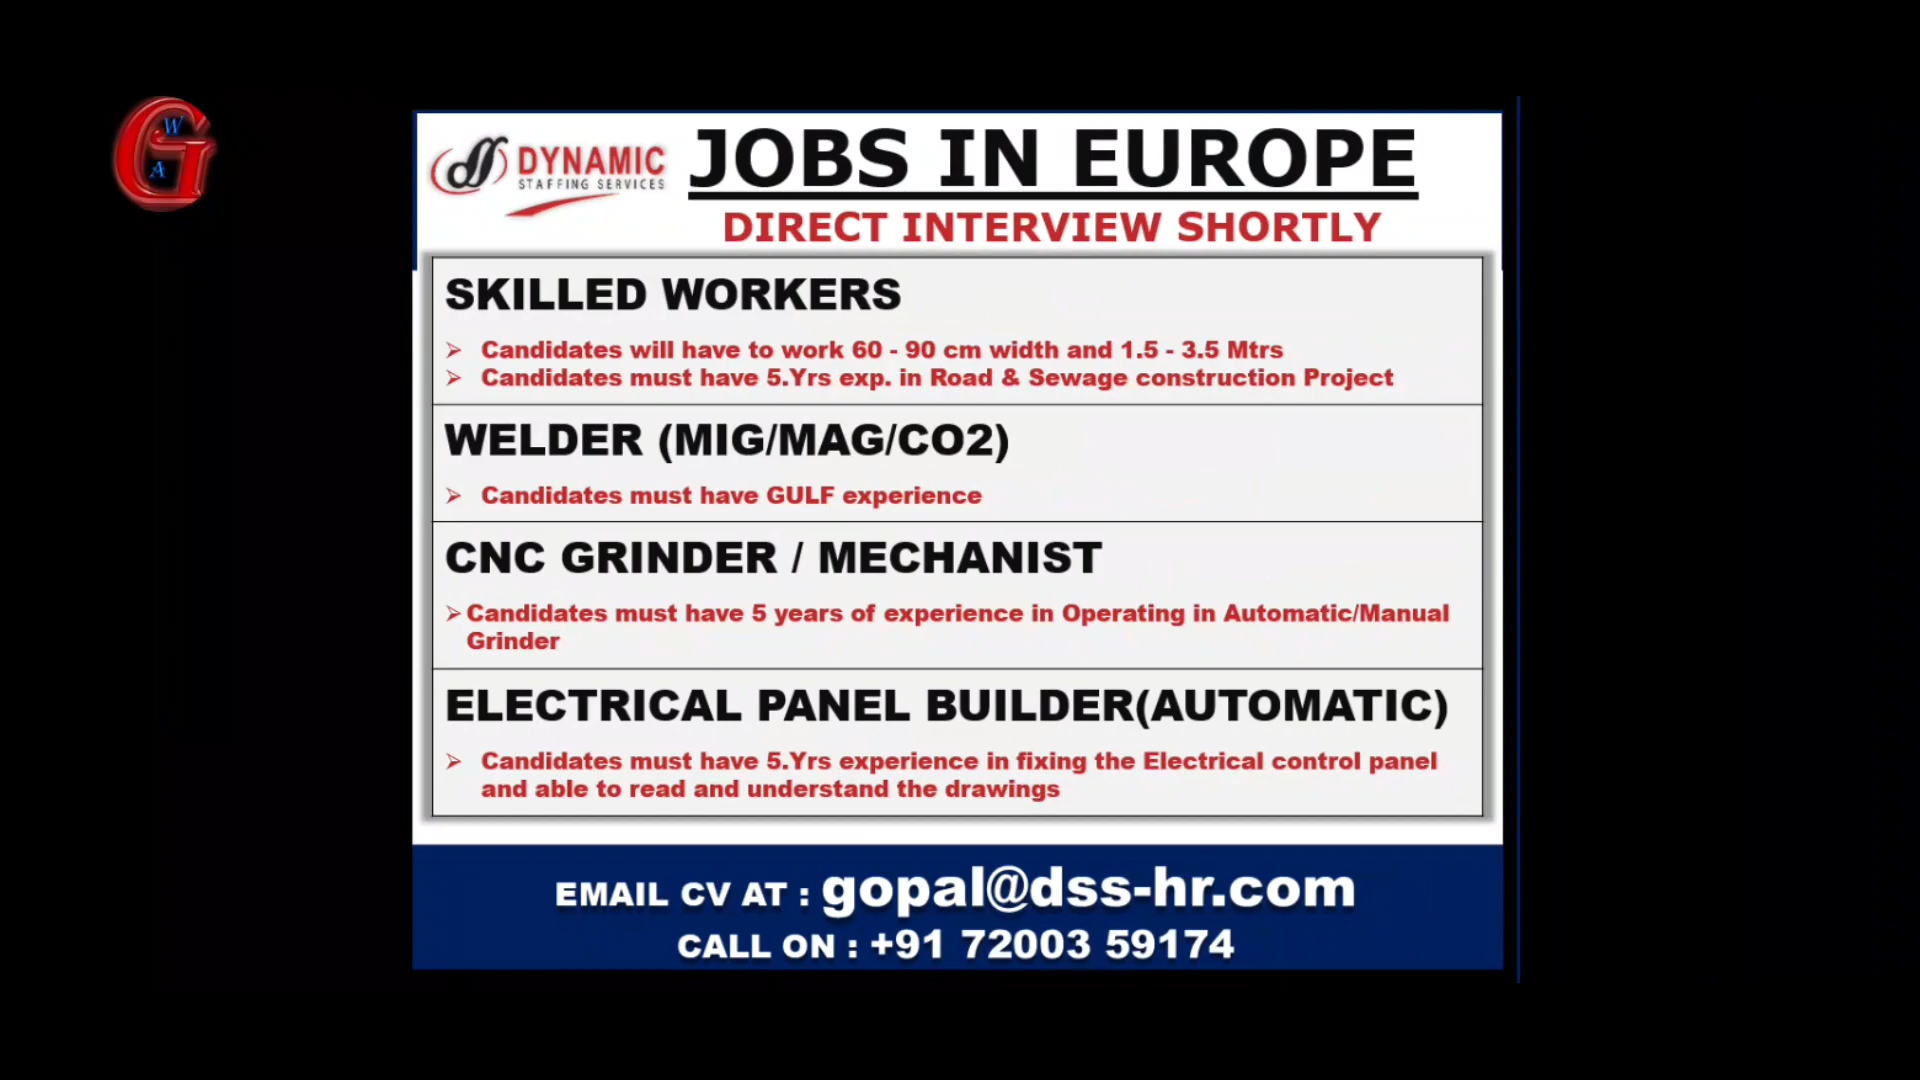 W
G
A
dss DYNAMIC
STAFFING SERVICES
JOBS IN EUROPE
DIRECT INTERVIEW SHORTLY
SKILLED WORKERS
Candidates will have to work 60 - 90 cm width and 1.5 - 3.5 Mtrs
Candidates must have 5.Yrs exp. in Road & Sewage construction Project
WELDER (MIG/MAG/CO2)
Candidates must have GULF experience
CNC GRINDER / MECHANIST
Candidates must have 5 years of experience in Operating in Automatic/Manual
Grinder
ELECTRICAL PANEL BUILDER(AUTOMATIC)
Candidates must have 5.Yrs experience in fixing the Electrical control panel
and able to read and understand the drawings
EMAIL CV AT : gopal@dss-hr.com
CALL ON : +91 72003 59174